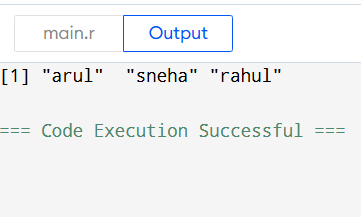 main.r Output
[1] "arul"  "sneha" "rahul"
=== Code Execution Successful ===